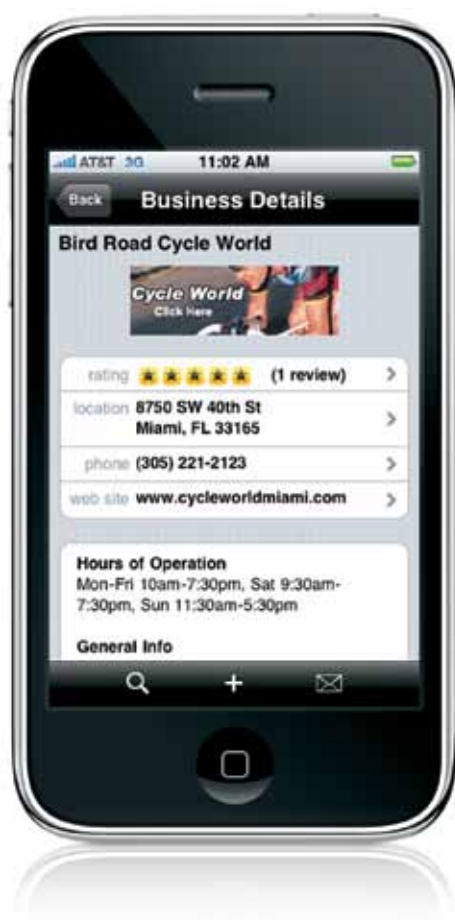 AT&T 3G 11:02 AM
Back Business Details
Bird Road Cycle World
Cycle World
Click Here
rating (1 review)
location 8750 SW 40th St
Miami, FL 33165
phone (305) 221-2123
web site www.cycleworldmiami.com
Hours of Operation
Mon-Fri 10am-7:30pm, Sat 9:30am-
7:30pm, Sun 11:30am-5:30pm
General Info